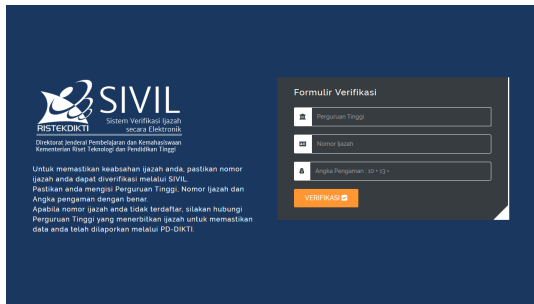 SIVIL
Sistem Verifikasi Ijazah
secara Elektronik
RISTEKDIKTI
Direktorat Jenderal Pembelajaran dan Kemahasiswaan
Kementerian Riset Teknologi dan Pendidikan Tinggi
Untuk memastikan keabsahan ijazah anda, pastikan nomor
ijazah anda dapat diverifikasi melalui SIVIL.
Pastikan anda mengisi Perguruan Tinggi, Nomor Ijazah dan
Angka pengaman dengan benar.
Apabila nomor ijazah anda tidak terdaftar, silakan hubungi
Perguruan Tinggi yang menerbitkan ijazah untuk memastikan
data anda telah dilaporkan melalui PD-DIKTI.
Formulir Verifikasi
Perguruan Tinggi
Nomor Ijazah
Angka Pengaman : 10 + 13 =
VERIFIKASI